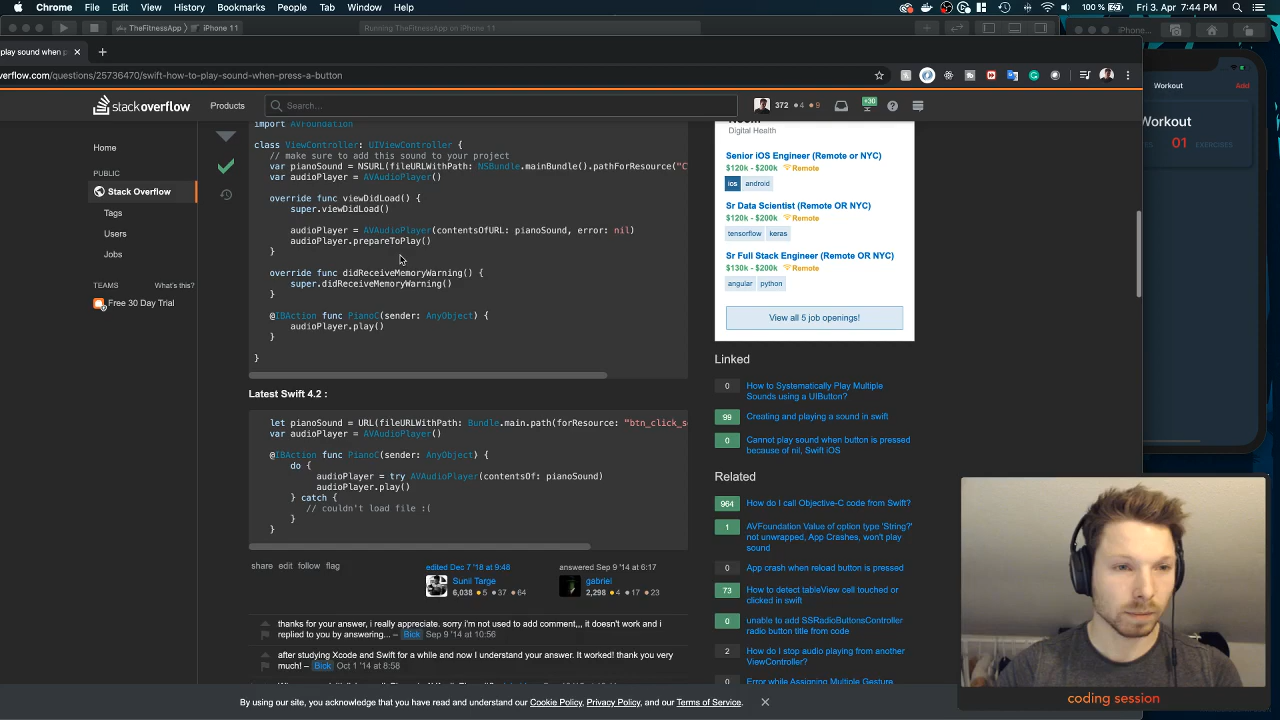 Chrome File Edit View History Bookmarks People Tab Window Help
100 % Fri 3. Apr 7:44 PM
TheFitnessApp iPhone 11
Running TheFitnessApp on iPhone 11
iPhone...
play sound when p
overflow.com/questions/25736470/swift-how-to-play-sound-when-press-a-button
stackoverflow
Products
Search...
372 4 9
+30
Workout
Add
Workout
01 EXERCISES
Home
PUBLIC
Stack Overflow
Tags
Users
Jobs
TEAMS What's this?
Free 30 Day Trial
import AVFoundation
class ViewController: UIViewController {
// make sure to add this sound to your project
var pianoSound = NSURL(fileURLWithPath: NSBundle.mainBundle().pathForResource("C
var audioPlayer = AVAudioPlayer()
override func viewDidLoad() {
super.viewDidLoad()
audioPlayer = AVAudioPlayer(contentsOfURL: pianoSound, error: nil)
audioPlayer.prepareToPlay()
}
override func didReceiveMemoryWarning() {
super.didReceiveMemoryWarning()
}
@IBAction func PianoC(sender: AnyObject) {
audioPlayer.play()
}
}
Latest Swift 4.2 :
let pianoSound = URL(fileURLWithPath: Bundle.main.path(forResource: "btn_click_s
var audioPlayer = AVAudioPlayer()
@IBAction func PianoC(sender: AnyObject) {
do {
audioPlayer = try AVAudioPlayer(contentsOf: pianoSound)
audioPlayer.play()
} catch {
// couldn't load file :(
}
}
share edit follow flag
edited Dec 7 '18 at 9:48
Sunil Targe
6,038 5 37 64
answered Sep 9 '14 at 6:17
gabriel
2,298 4 17 23
thanks for your answer, i really appreciate. sorry i'm not used to add comment,,, it doesn't work and i
replied to you by answering... – Bick Sep 9 '14 at 10:56
after studying Xcode and Swift for a while and now I understand your answer. It worked! thank you very
much! – Bick Oct 1 '14 at 8:58
Digital Health
Senior iOS Engineer (Remote or NYC)
$120k - $200k Remote
ios android
Sr Data Scientist (Remote OR NYC)
$120k - $200k Remote
tensorflow keras
Sr Full Stack Engineer (Remote OR NYC)
$130k - $200k Remote
angular python
View all 5 job openings!
Linked
0 How to Systematically Play Multiple
Sounds using a UIButton?
99 Creating and playing a sound in swift
0 Cannot play sound when button is pressed
because of nil, Swift iOS
Related
964 How do I call Objective-C code from Swift?
1 AVFoundation Value of option type 'String?'
not unwrapped, App Crashes, won't play
sound
0 App crash when reload button is pressed
73 How to detect tableView cell touched or
clicked in swift
0 unable to add SSRadioButtonsController
radio button title from code
2 How do I stop audio playing from another
ViewController?
0 Error while Assigning Multiple Gesture
By using our site, you acknowledge that you have read and understand our Cookie Policy, Privacy Policy, and our Terms of Service.
coding session